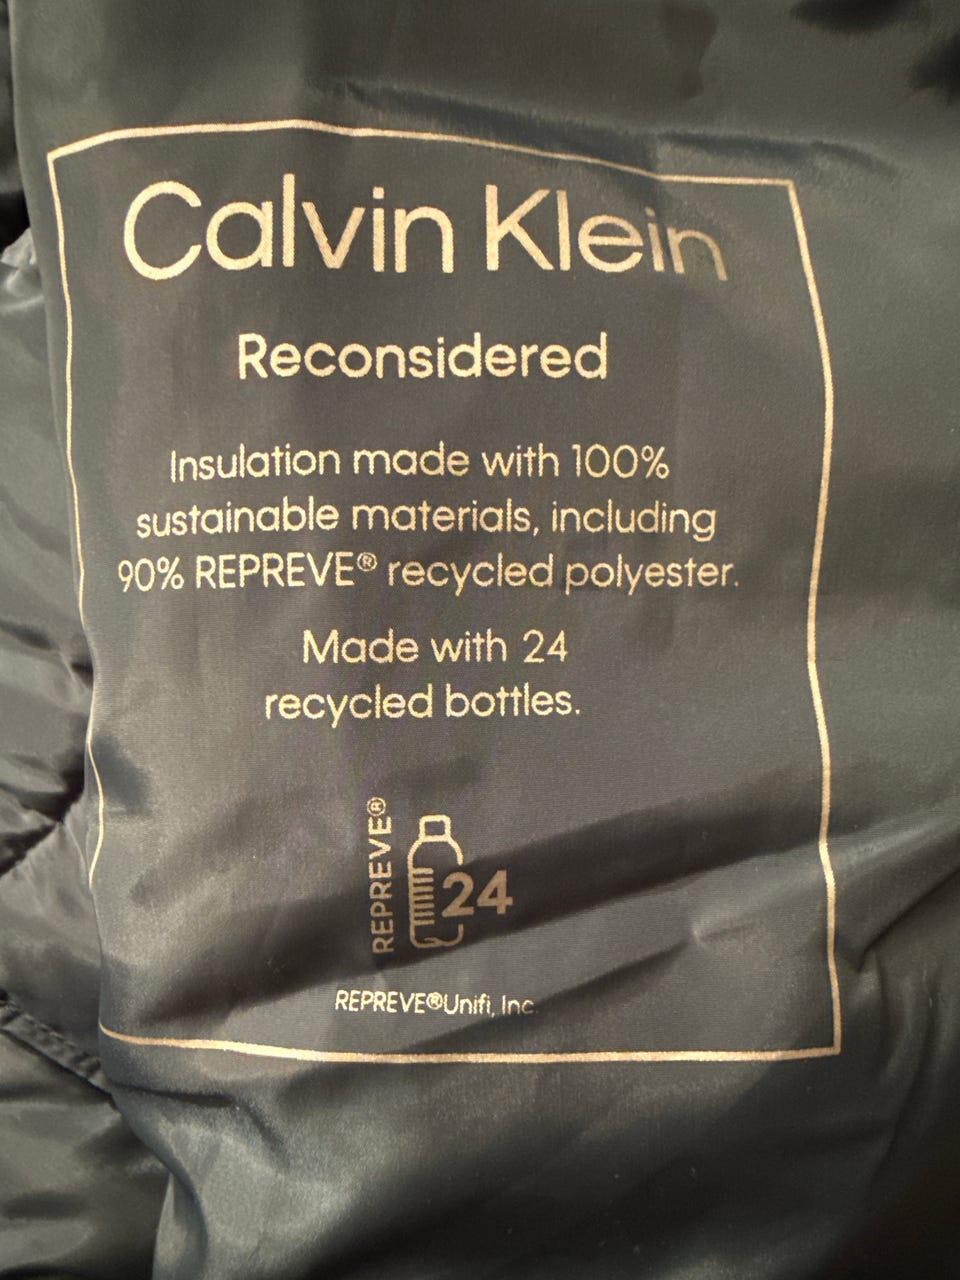 Calvin Klein
Reconsidered
Insulation made with 100%
sustainable materials, including
90% REPREVE® recycled polyester.
Made with 24
recycled bottles.
REPREVE®
24
REPREVE®Unifi, Inc.